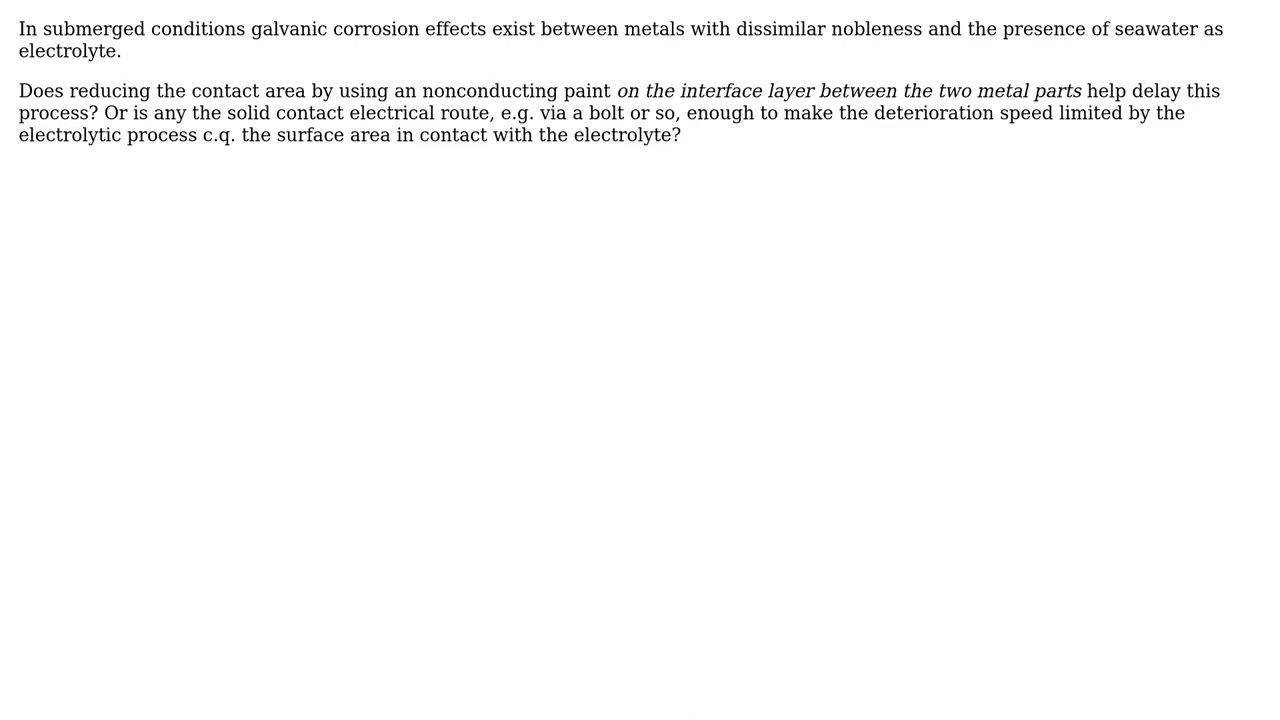 In submerged conditions galvanic corrosion effects exist between metals with dissimilar nobleness and the presence of seawater as
electrolyte.
Does reducing the contact area by using an nonconducting paint on the interface layer between the two metal parts help delay this
process? Or is any the solid contact electrical route, e.g. via a bolt or so, enough to make the deterioration speed limited by the
electrolytic process c.q. the surface area in contact with the electrolyte?